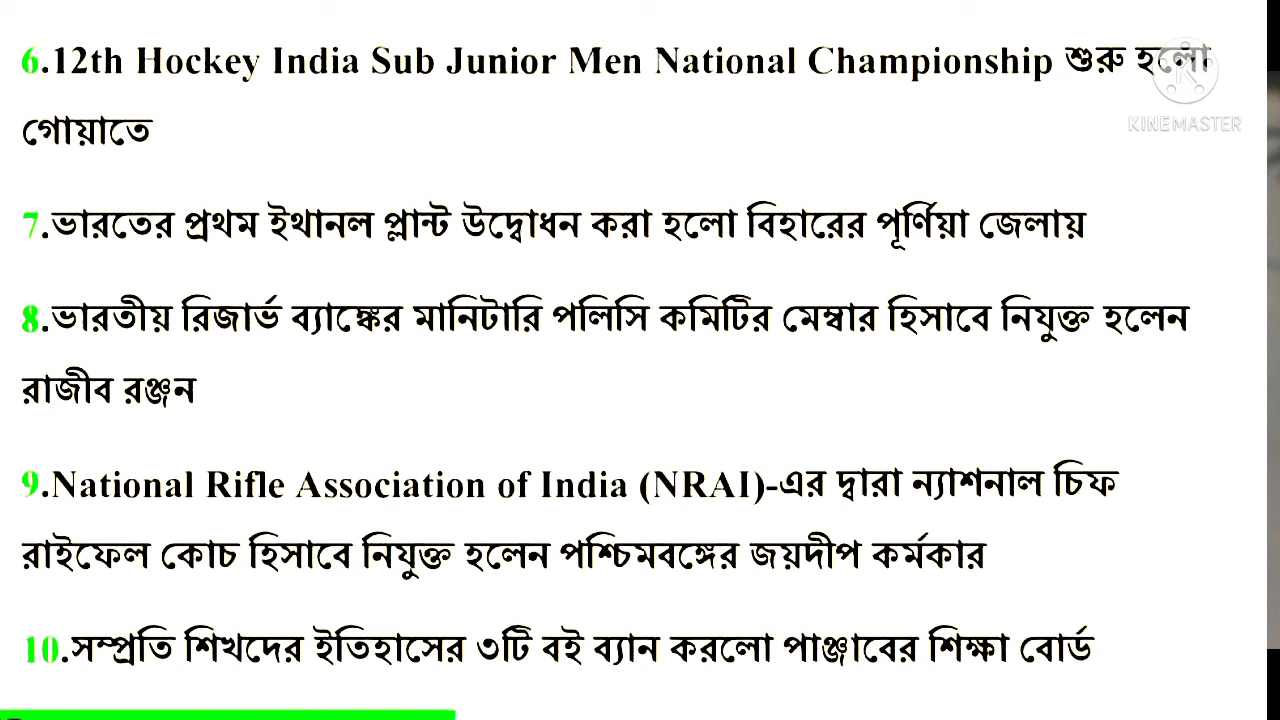 6.12th Hockey India Sub Junior Men National Championship শুরু হলো
গোয়াতে
KINEMASTER
7.ভারতের প্রথম ইথানল প্লান্ট উদ্বোধন করা হলো বিহারের পূর্ণিয়া জেলায়
8.ভারতীয় রিজার্ভ ব্যাঙ্কের মানিটারি পলিসি কমিটির মেম্বার হিসাবে নিযুক্ত হলেন
রাজীব রঞ্জন
9.National Rifle Association of India (NRAI)-এর দ্বারা ন্যাশনাল চিফ
রাইফেল কোচ হিসাবে নিযুক্ত হলেন পশ্চিমবঙ্গের জয়দীপ কর্মকার
10.সম্প্রতি শিখদের ইতিহাসের ৩টি বই ব্যান করলো পাঞ্জাবের শিক্ষা বোর্ড